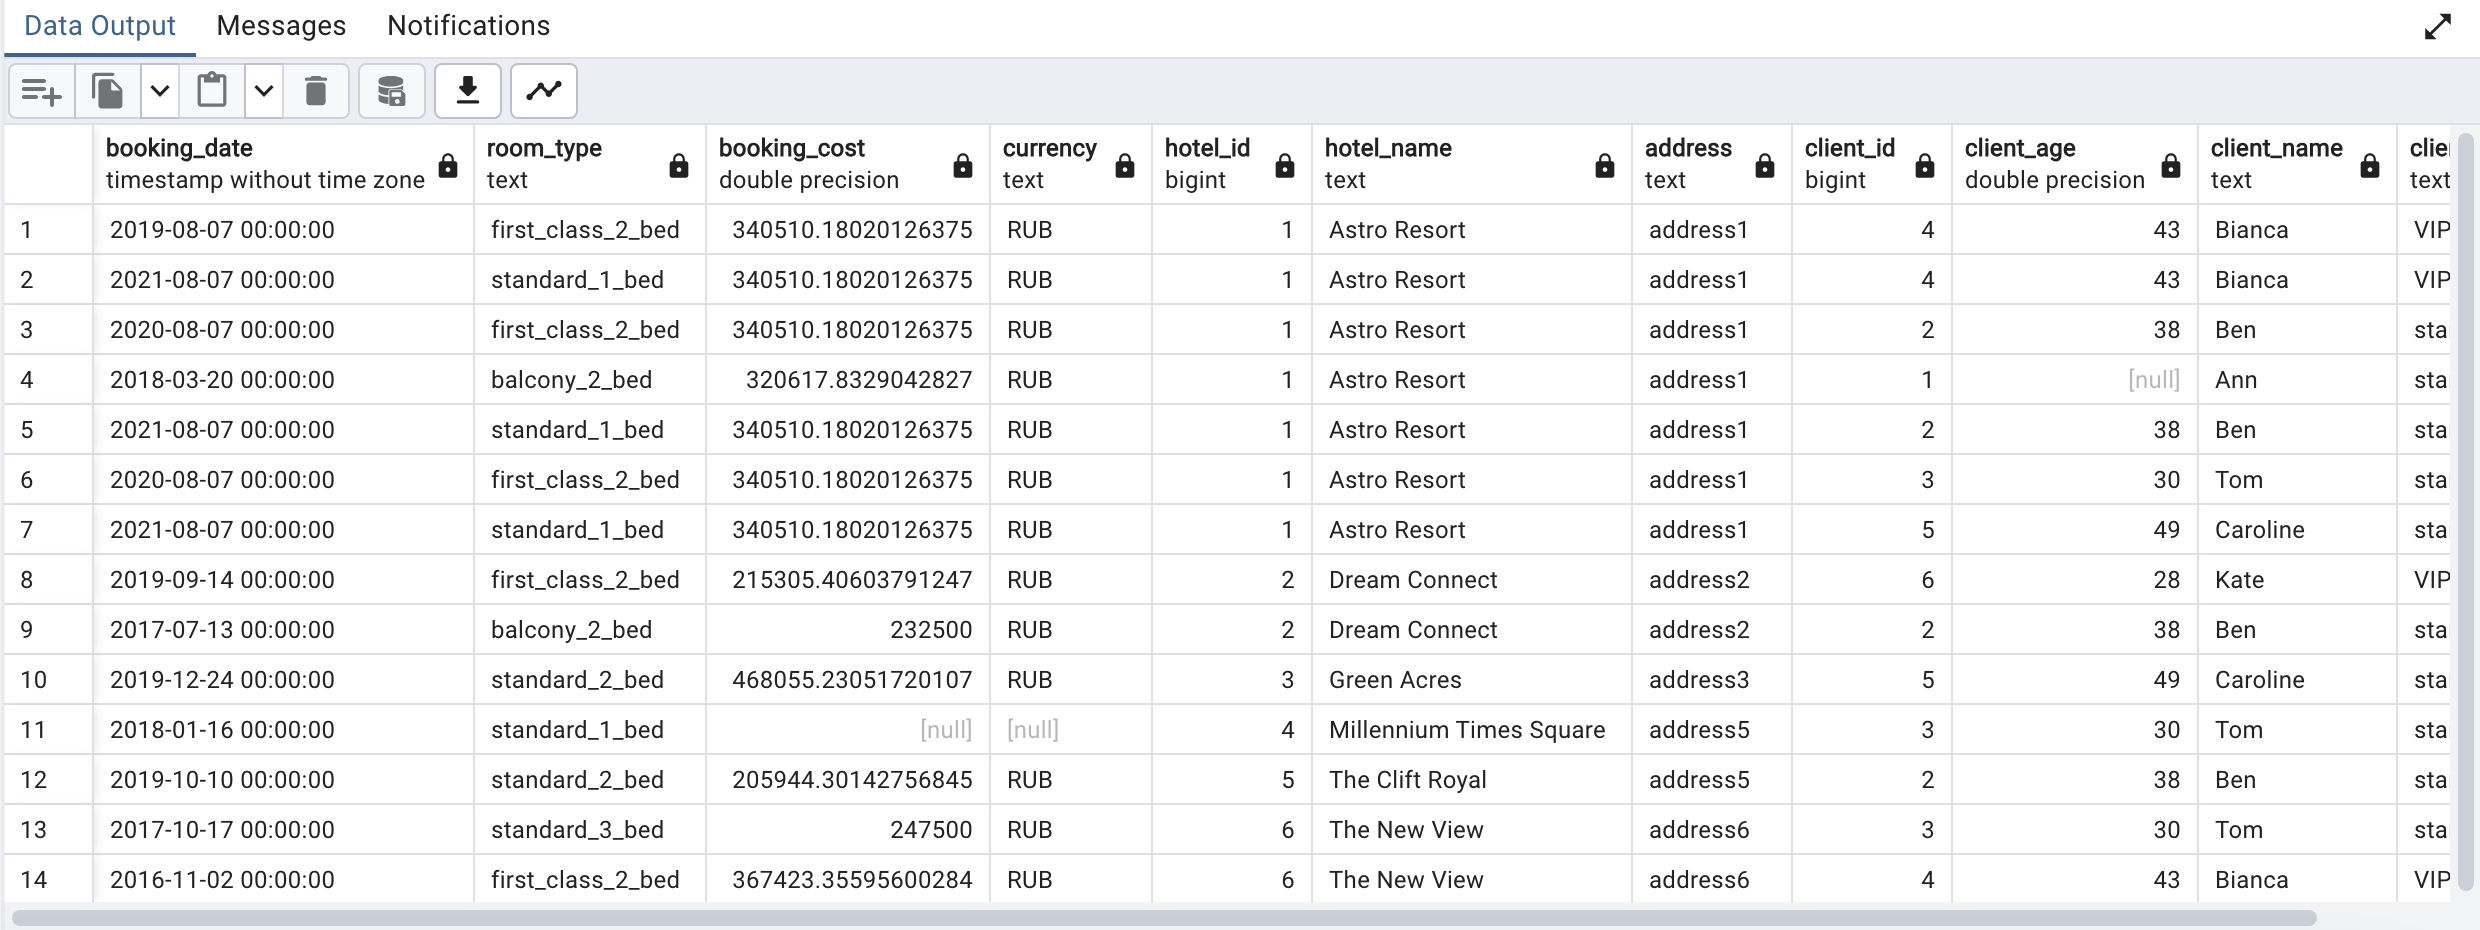 Data Output Messages Notifications
booking_date room_type booking_cost currency hotel_id hotel_name address client_id client_age client_name clie
timestamp without time zone text double precision text bigint text text bigint double precision text text
1 2019-08-07 00:00:00 first_class_2_bed 340510.18020126375 RUB 1 Astro Resort address1 4 43 Bianca VIP
2 2021-08-07 00:00:00 standard_1_bed 340510.18020126375 RUB 1 Astro Resort address1 4 43 Bianca VIP
3 2020-08-07 00:00:00 first_class_2_bed 340510.18020126375 RUB 1 Astro Resort address1 2 38 Ben sta
4 2018-03-20 00:00:00 balcony_2_bed 320617.8329042827 RUB 1 Astro Resort address1 1 [null] Ann sta
5 2021-08-07 00:00:00 standard_1_bed 340510.18020126375 RUB 1 Astro Resort address1 2 38 Ben sta
6 2020-08-07 00:00:00 first_class_2_bed 340510.18020126375 RUB 1 Astro Resort address1 3 30 Tom sta
7 2021-08-07 00:00:00 standard_1_bed 340510.18020126375 RUB 1 Astro Resort address1 5 49 Caroline sta
8 2019-09-14 00:00:00 first_class_2_bed 215305.40603791247 RUB 2 Dream Connect address2 6 28 Kate VIP
9 2017-07-13 00:00:00 balcony_2_bed 232500 RUB 2 Dream Connect address2 2 38 Ben sta
10 2019-12-24 00:00:00 standard_2_bed 468055.23051720107 RUB 3 Green Acres address3 5 49 Caroline sta
11 2018-01-16 00:00:00 standard_1_bed [null] [null] 4 Millennium Times Square address5 3 30 Tom sta
12 2019-10-10 00:00:00 standard_2_bed 205944.30142756845 RUB 5 The Clift Royal address5 2 38 Ben sta
13 2017-10-17 00:00:00 standard_3_bed 247500 RUB 6 The New View address6 3 30 Tom sta
14 2016-11-02 00:00:00 first_class_2_bed 367423.35595600284 RUB 6 The New View address6 4 43 Bianca VIP